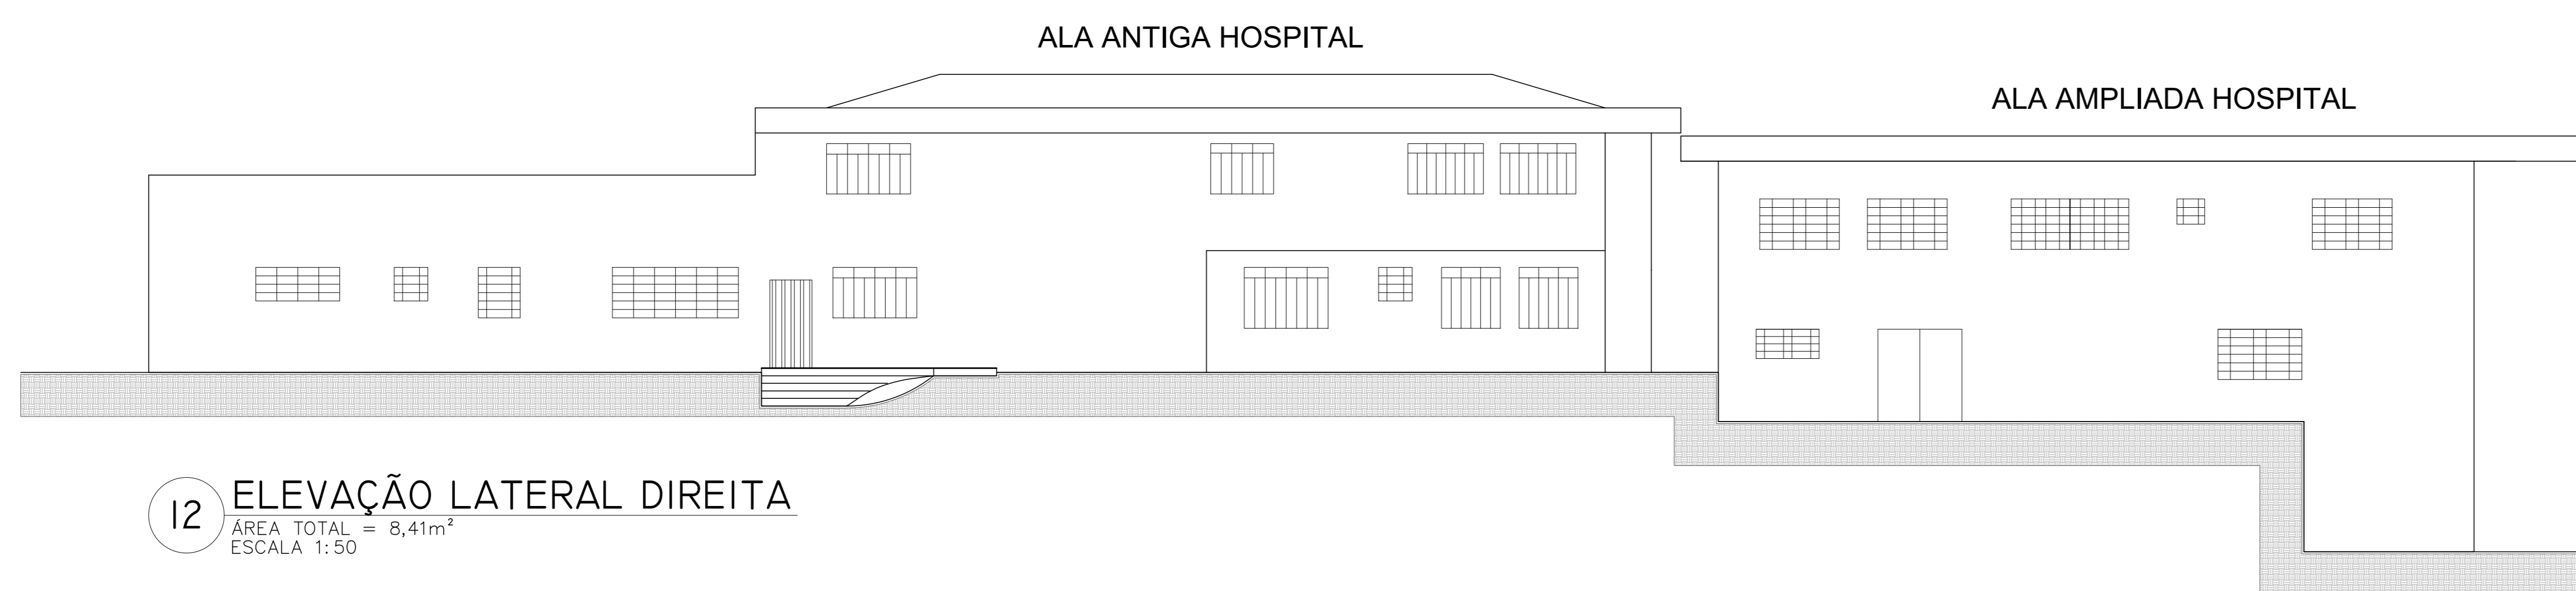 ALA ANTIGA HOSPITAL
ALA AMPLIADA HOSPITAL
12
ELEVAÇÃO LATERAL DIREITA
ÁREA TOTAL = 8,41m²
ESCALA 1:50